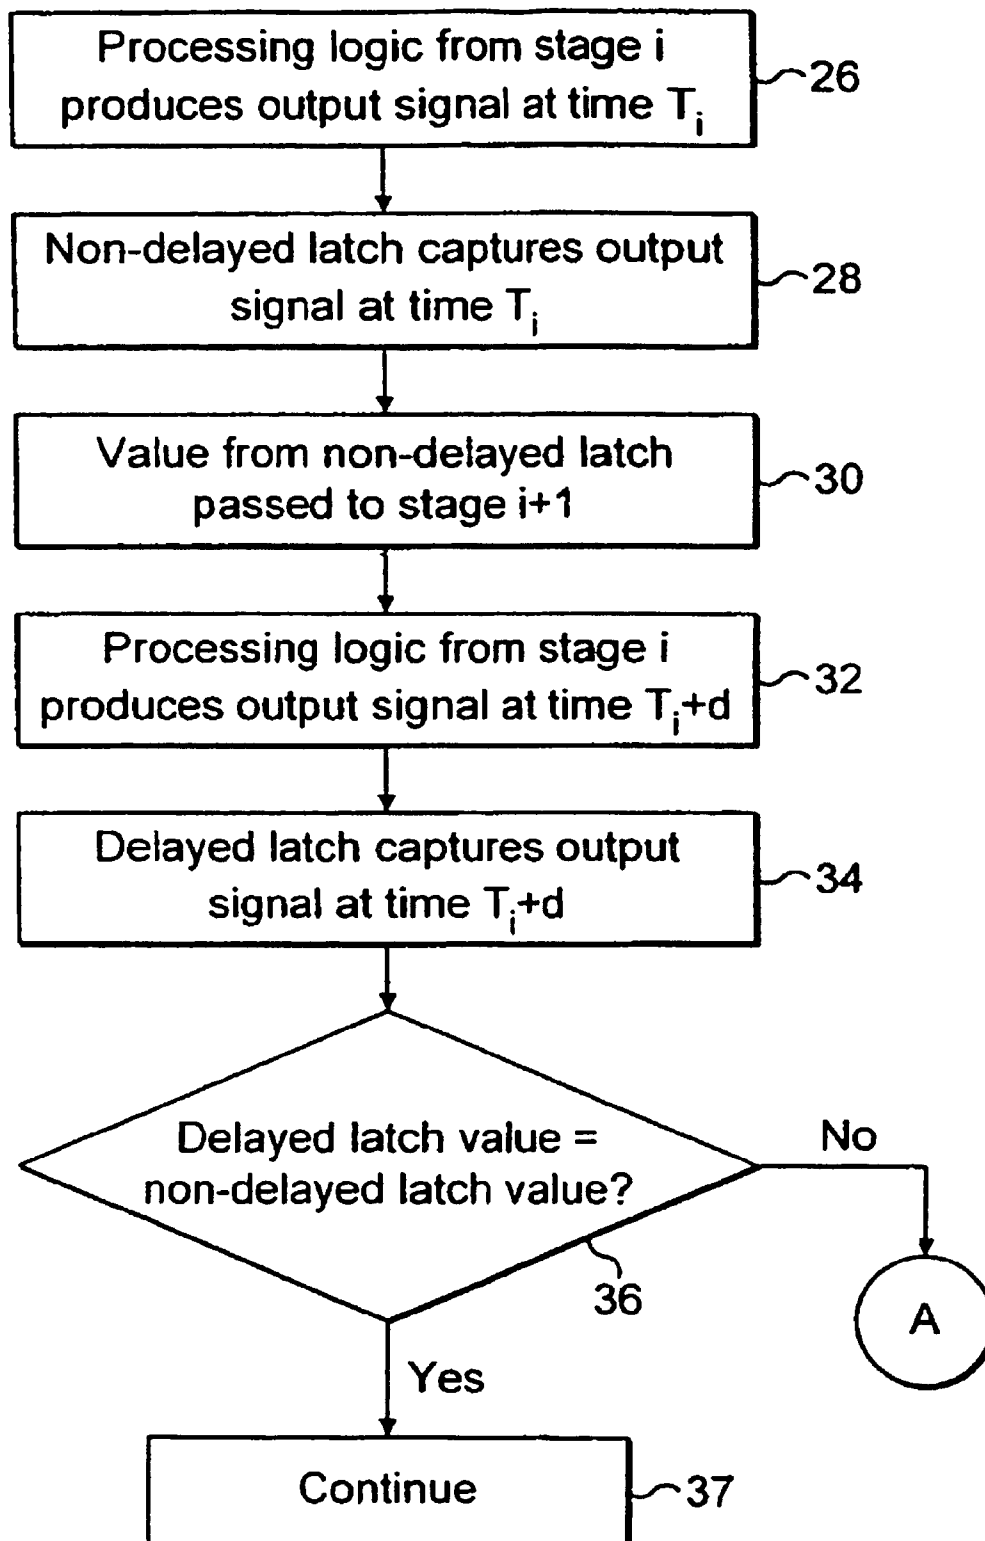 Processing logic from stage i
produces output signal at time Ti
26
Non-delayed latch captures output
signal at time Ti
28
Value from non-delayed latch
passed to stage i+1
30
Processing logic from stage i
produces output signal at time Ti+d
32
Delayed latch captures output
signal at time Ti+d
34
Delayed latch value =
non-delayed latch value?
36
No
A
Yes
Continue
37